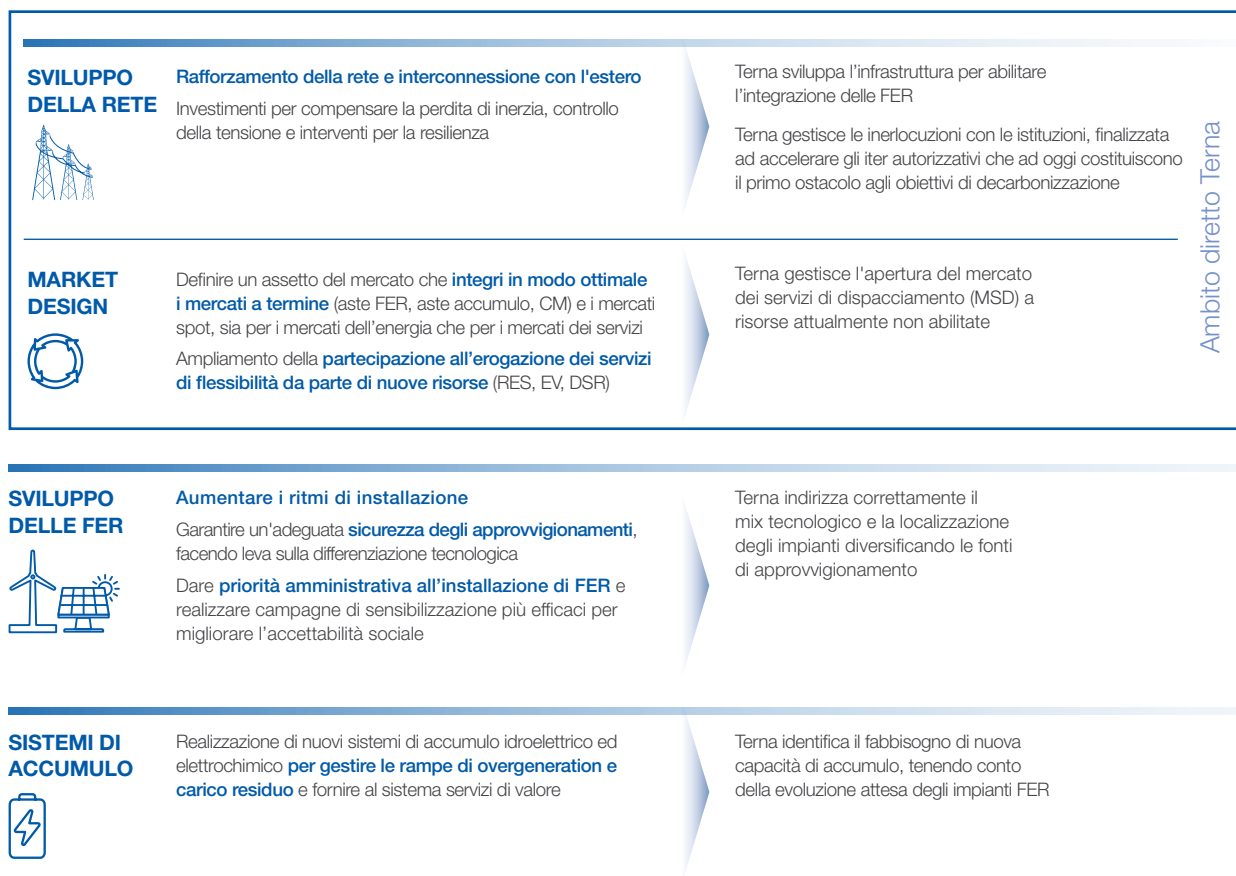 SVILUPPO
DELLA RETE
Rafforzamento della rete e interconnessione con l'estero
Investimenti per compensare la perdita di inerzia, controllo
della tensione e interventi per la resilienza
Terna sviluppa l’infrastruttura per abilitare
l’integrazione delle FER
Terna gestisce le inerlocuzioni con le istituzioni, finalizzata
ad accelerare gli iter autorizzativi che ad oggi costituiscono
il primo ostacolo agli obiettivi di decarbonizzazione
MARKET
DESIGN
Definire un assetto del mercato che integri in modo ottimale
i mercati a termine (aste FER, aste accumulo, CM) e i mercati
spot, sia per i mercati dell’energia che per i mercati dei servizi
Ampliamento della partecipazione all’erogazione dei servizi
di flessibilità da parte di nuove risorse (RES, EV, DSR)
Terna gestisce l'apertura del mercato
dei servizi di dispacciamento (MSD) a
risorse attualmente non abilitate
Ambito diretto Terna
SVILUPPO
DELLE FER
Aumentare i ritmi di installazione
Garantire un'adeguata sicurezza degli approvvigionamenti,
facendo leva sulla differenziazione tecnologica
Dare priorità amministrativa all’installazione di FER e
realizzare campagne di sensibilizzazione più efficaci per
migliorare l’accettabilità sociale
Terna indirizza correttamente il
mix tecnologico e la localizzazione
degli impianti diversificando le fonti
di approvvigionamento
SISTEMI DI
ACCUMULO
Realizzazione di nuovi sistemi di accumulo idroelettrico ed
elettrochimico per gestire le rampe di overgeneration e
carico residuo e fornire al sistema servizi di valore
Terna identifica il fabbisogno di nuova
capacità di accumulo, tenendo conto
della evoluzione attesa degli impianti FER